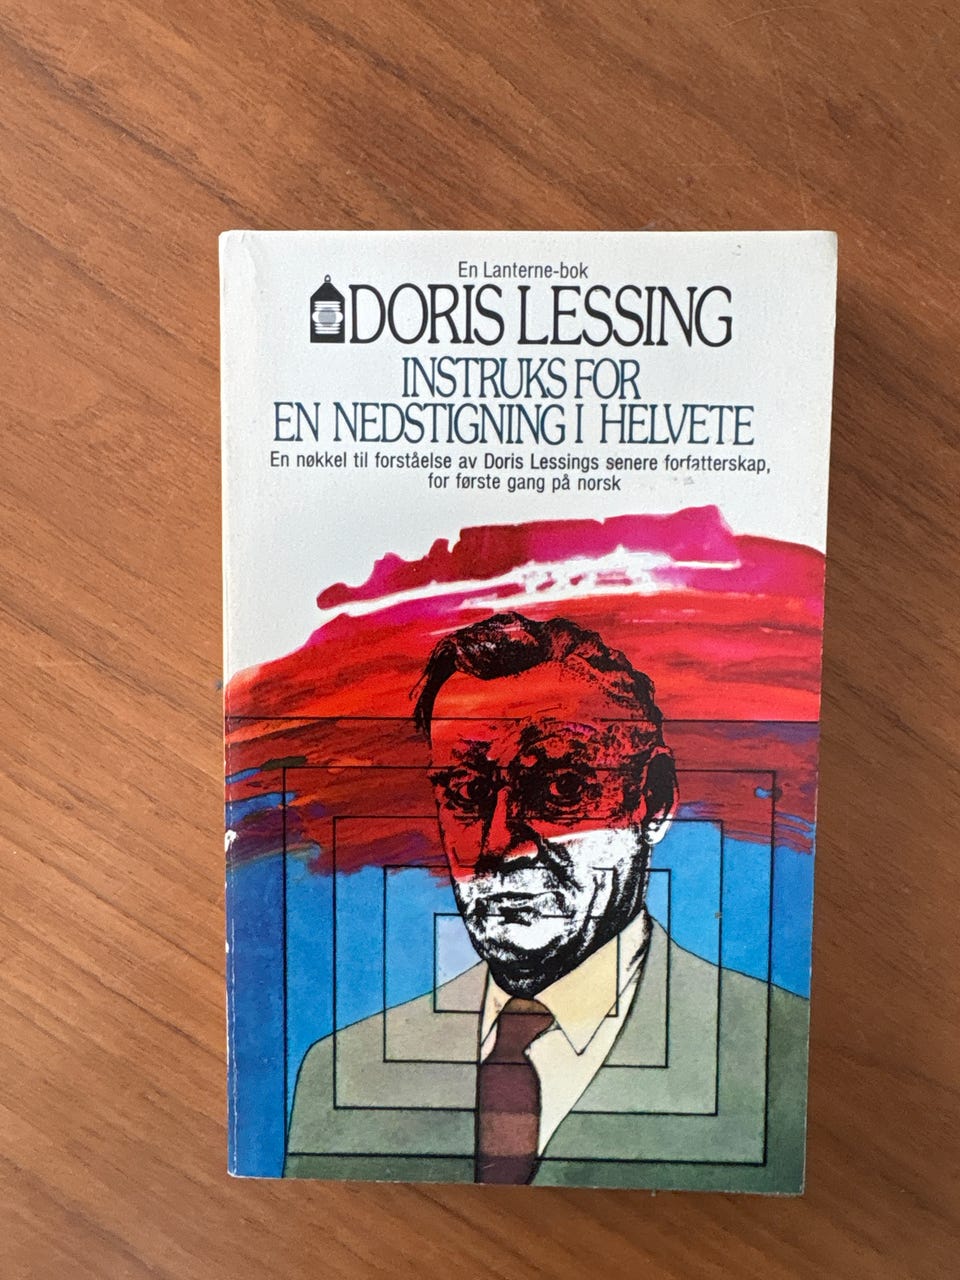 En Lanterne-bok
DORIS LESSING
INSTRUKS FOR
EN NEDSTIGNING I HELVETE
En nøkkel til forståelse av Doris Lessings senere forfatterskap,
for første gang på norsk